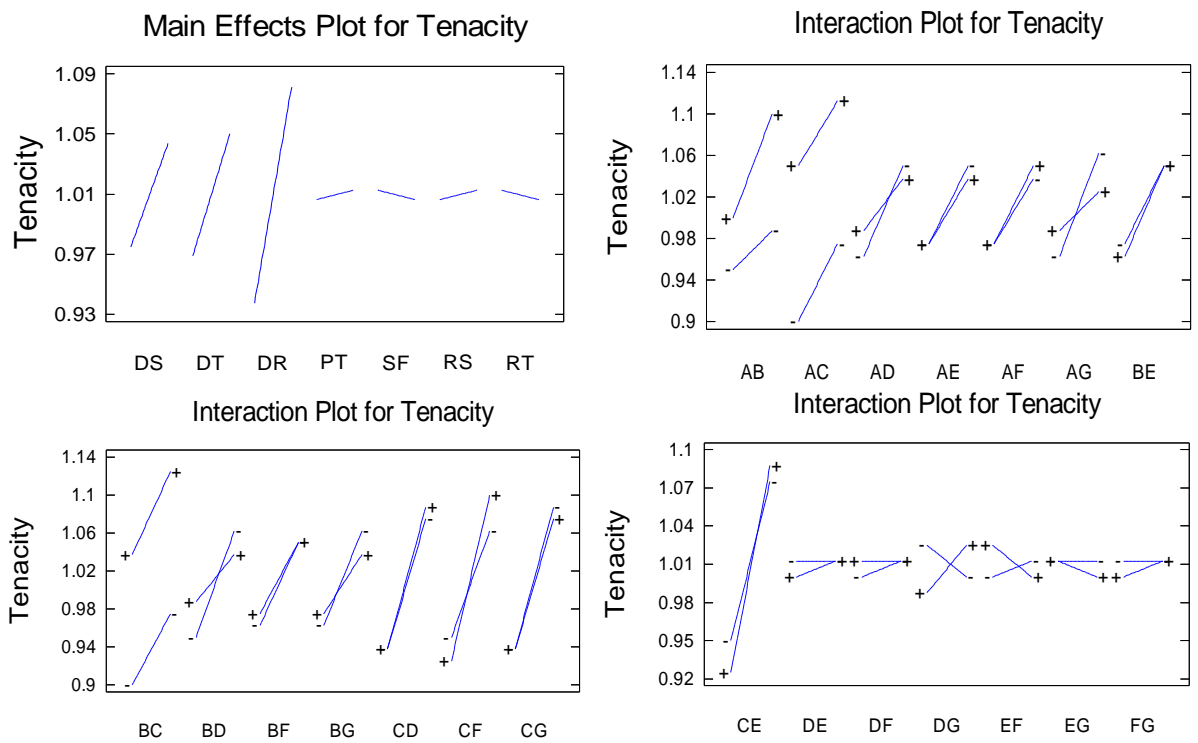 Main Effects Plot for Tenacity
Tenacity
1.09
1.05
1.01
0.97
0.93
DS DT DR PT SF RS RT
Interaction Plot for Tenacity
Tenacity
1.14
1.1
1.06
1.02
0.98
0.94
0.9
+ - + - + - + - + - + - + - + - + - + - + - + - + - + -
AB AC AD AE AF AG BE
Interaction Plot for Tenacity
Tenacity
1.14
1.1
1.06
1.02
0.98
0.94
0.9
+ - + - + - + - + - + - + - + - + - + - + - + - + - + -
BC BD BF BG CD CF CG
Interaction Plot for Tenacity
Tenacity
1.1
1.07
1.04
1.01
0.98
0.95
0.92
+ - + - + - + - + - + - + - + - + - + - + - + - + - + -
CE DE DF DG EF EG FG